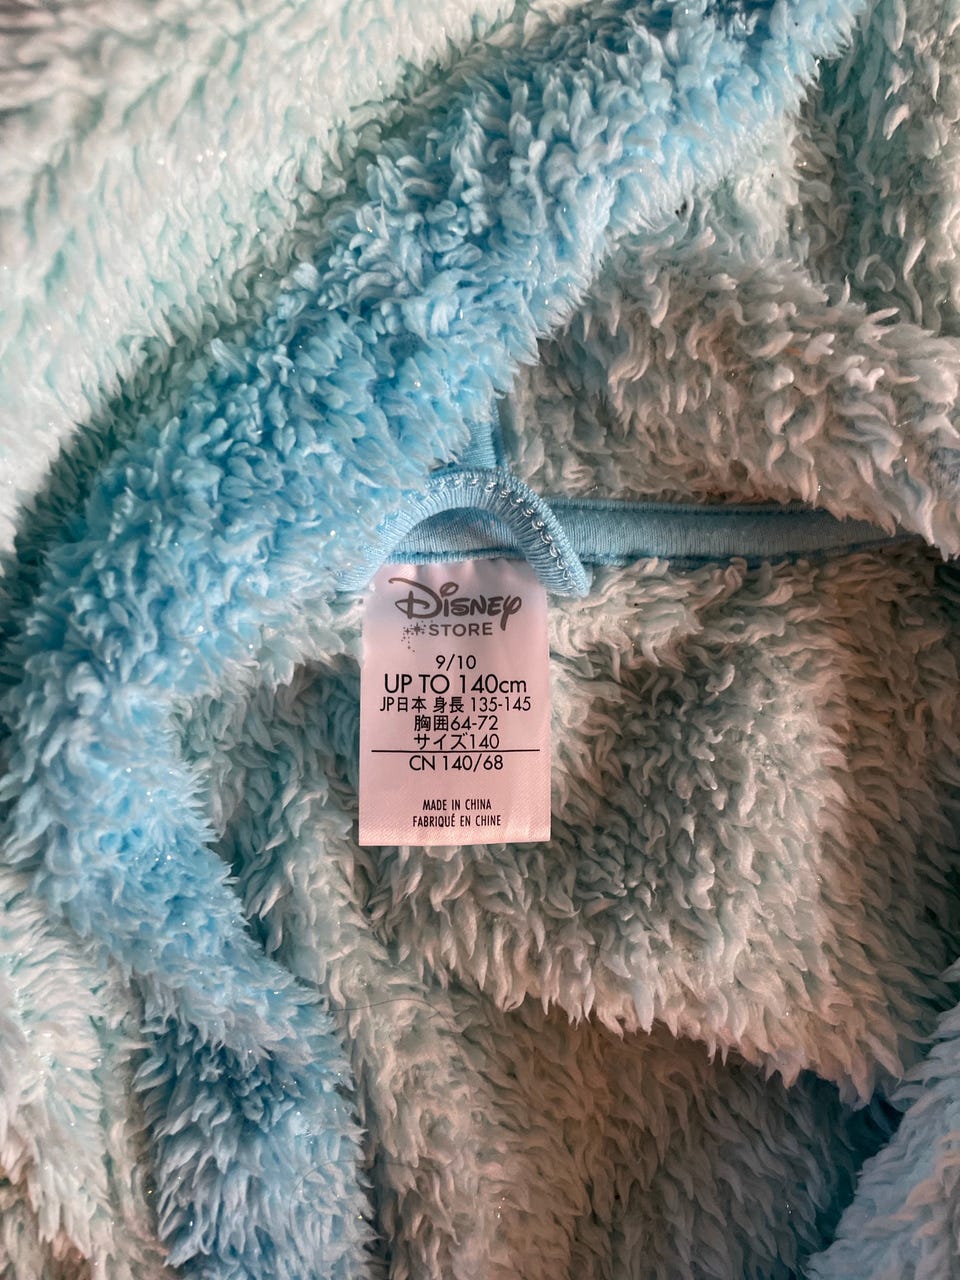 Disney
STORE
9/10
UP TO 140cm
JP日本 身長 135-145
胸囲64-72
サイズ140
CN 140/68
MADE IN CHINA
FABRIQUÉ EN CHINE